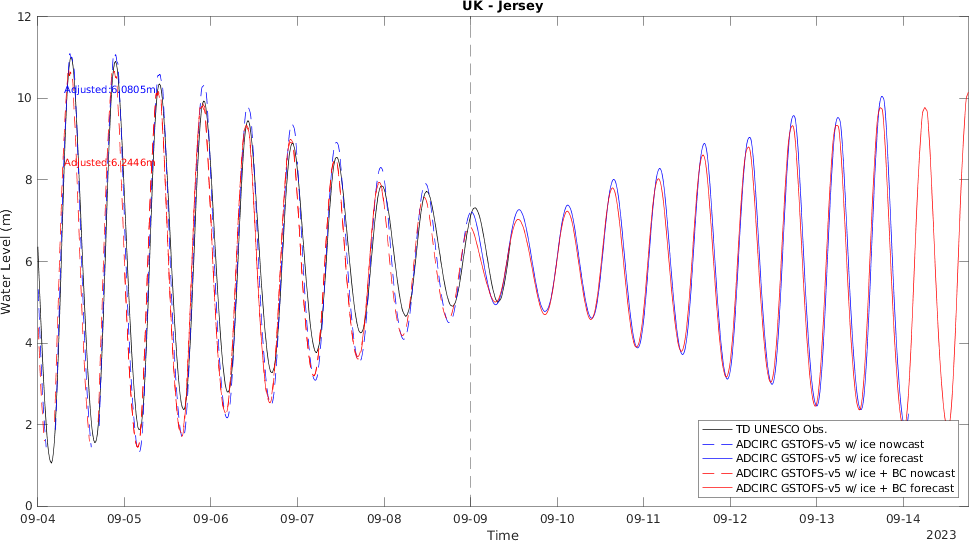 UK - Jersey
12
10
8
6
4
2
0
Water Level (m)
Adjusted:6.0805m
Adjusted:6.2446m
TD UNESCO Obs.
ADCIRC GSTOFS-v5 w/ ice nowcast
ADCIRC GSTOFS-v5 w/ ice forecast
ADCIRC GSTOFS-v5 w/ ice + BC nowcast
ADCIRC GSTOFS-v5 w/ ice + BC forecast
09-04 09-05 09-06 09-07 09-08 09-09 09-10 09-11 09-12 09-13 09-14
Time
2023